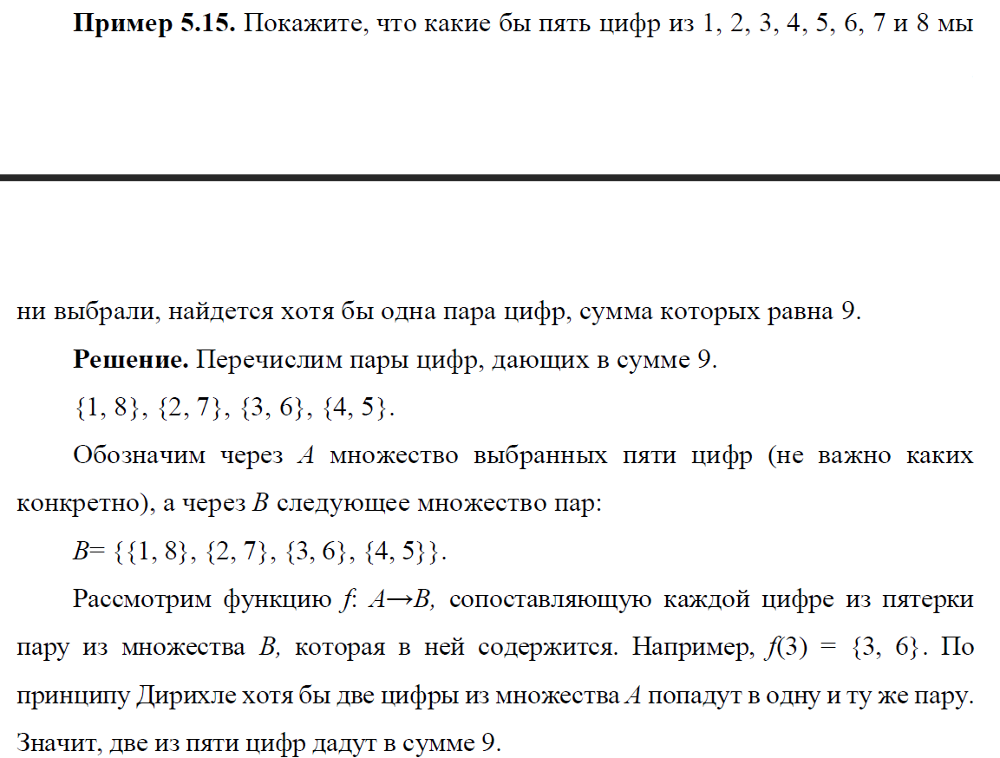 Пример 5.15. Покажите, что какие бы пять цифр из 1, 2, 3, 4, 5, 6, 7 и 8 мы
ни выбрали, найдется хотя бы одна пара цифр, сумма которых равна 9.
Решение. Перечислим пары цифр, дающих в сумме 9.
{1, 8}, {2, 7}, {3, 6}, {4, 5}.
Обозначим через A множество выбранных пяти цифр (не важно каких
конкретно), а через B следующее множество пар:
B= {{1, 8}, {2, 7}, {3, 6}, {4, 5}}.
Рассмотрим функцию f: A→B, сопоставляющую каждой цифре из пятерки
пару из множества B, которая в ней содержится. Например, f(3) = {3, 6}. По
принципу Дирихле хотя бы две цифры из множества A попадут в одну и ту же пару.
Значит, две из пяти цифр дадут в сумме 9.